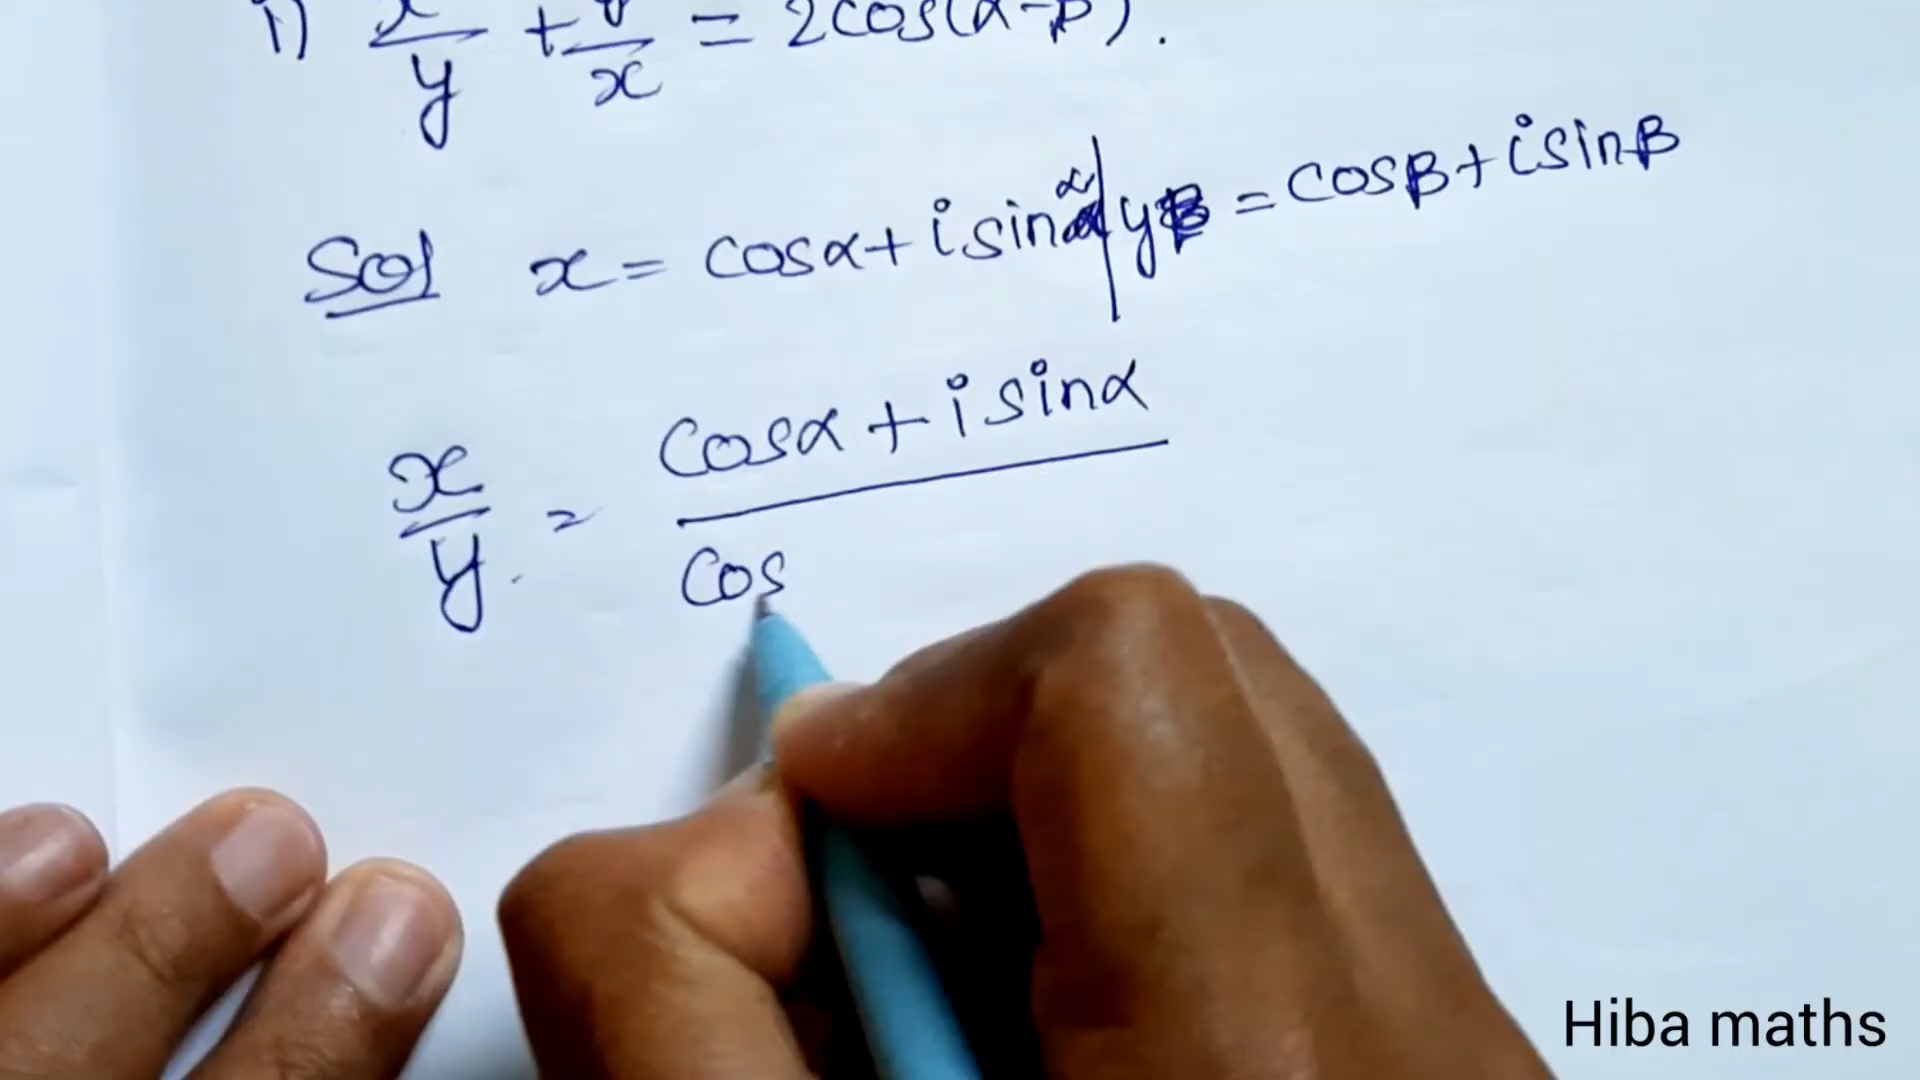 i) x/y + y/x = 2cos(α-β).
Sol x = cosα + i sinα | y = cosβ + i sinβ
x/y = cosα + i sinα / cos
Hiba maths